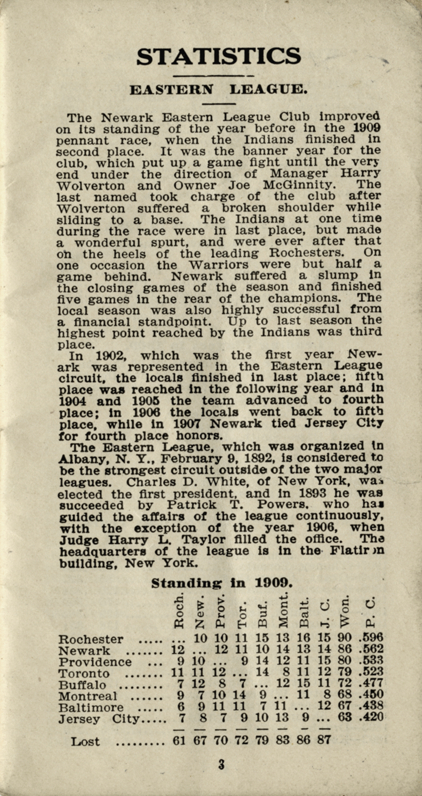 STATISTICS
EASTERN LEAGUE.
The Newark Eastern League Club improved
on its standing of the year before in the 1909
pennant race, when the Indians finished in
second place. It was the banner year for the
club, which put up a game fight until the very
end under the direction of Manager Harry
Wolverton and Owner Joe McGinnity. The
last named took charge of the club after
Wolverton suffered a broken shoulder while
sliding to a base. The Indians at one time
during the race were in last place, but made
a wonderful spurt, and were ever after that
oh the heels of the leading Rochesters. On
one occasion the Warriors were but half a
game behind. Newark suffered a slump in
the closing games of the season and finished
five games in the rear of the champions. The
local season was also highly successful from
a financial standpoint. Up to last season the
highest point reached by the Indians was third
place.
In 1902, which was the first year New-
ark was represented in the Eastern League
circuit, the locals finished in last place; fifth
place was reached in the following year and in
1904 and 1905 the team advanced to fourth
place; in 1906 the locals went back to fifth
place, while in 1907 Newark tied Jersey City
for fourth place honors.
The Eastern League, which was organized in
Albany, N. Y., February 9, 1892, is considered to
be the strongest circuit outside of the two major
leagues. Charles D. White, of New York, was
elected the first president, and in 1893 he was
succeeded by Patrick T. Powers, who has
guided the affairs of the league continuously,
with the exception of the year 1906, when
Judge Harry L. Taylor filled the office. The
headquarters of the league is in the Flatiron
building, New York.
Standing in 1909.
Roch. New. Prov. Tor. Buf. Mont. Balt. J. C. Won. P. C.
Rochester ..... ... 10 10 11 15 13 16 15 90 .596
Newark ....... 12 ... 12 11 10 14 13 14 86 .562
Providence ... 9 10 ... 9 14 12 11 15 80 .533
Toronto ...... 11 11 12 ... 14 8 11 12 79 .523
Buffalo ...... 7 12 8 7 ... 12 15 11 72 .477
Montreal ..... 9 7 10 14 9 ... 11 8 68 .450
Baltimore .... 6 9 11 11 7 11 ... 12 67 .438
Jersey City..... 7 8 7 9 10 13 9 ... 63 .420
Lost ......... 61 67 70 72 79 83 86 87
3